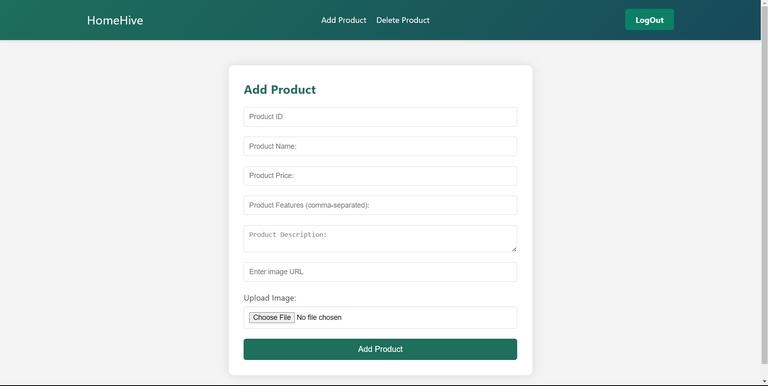 HomeHive
Add Product Delete Product
LogOut
Add Product
Product ID
Product Name:
Product Price:
Product Features (comma-separated):
Product Description:
Enter image URL
Upload Image:
Choose File No file chosen
Add Product